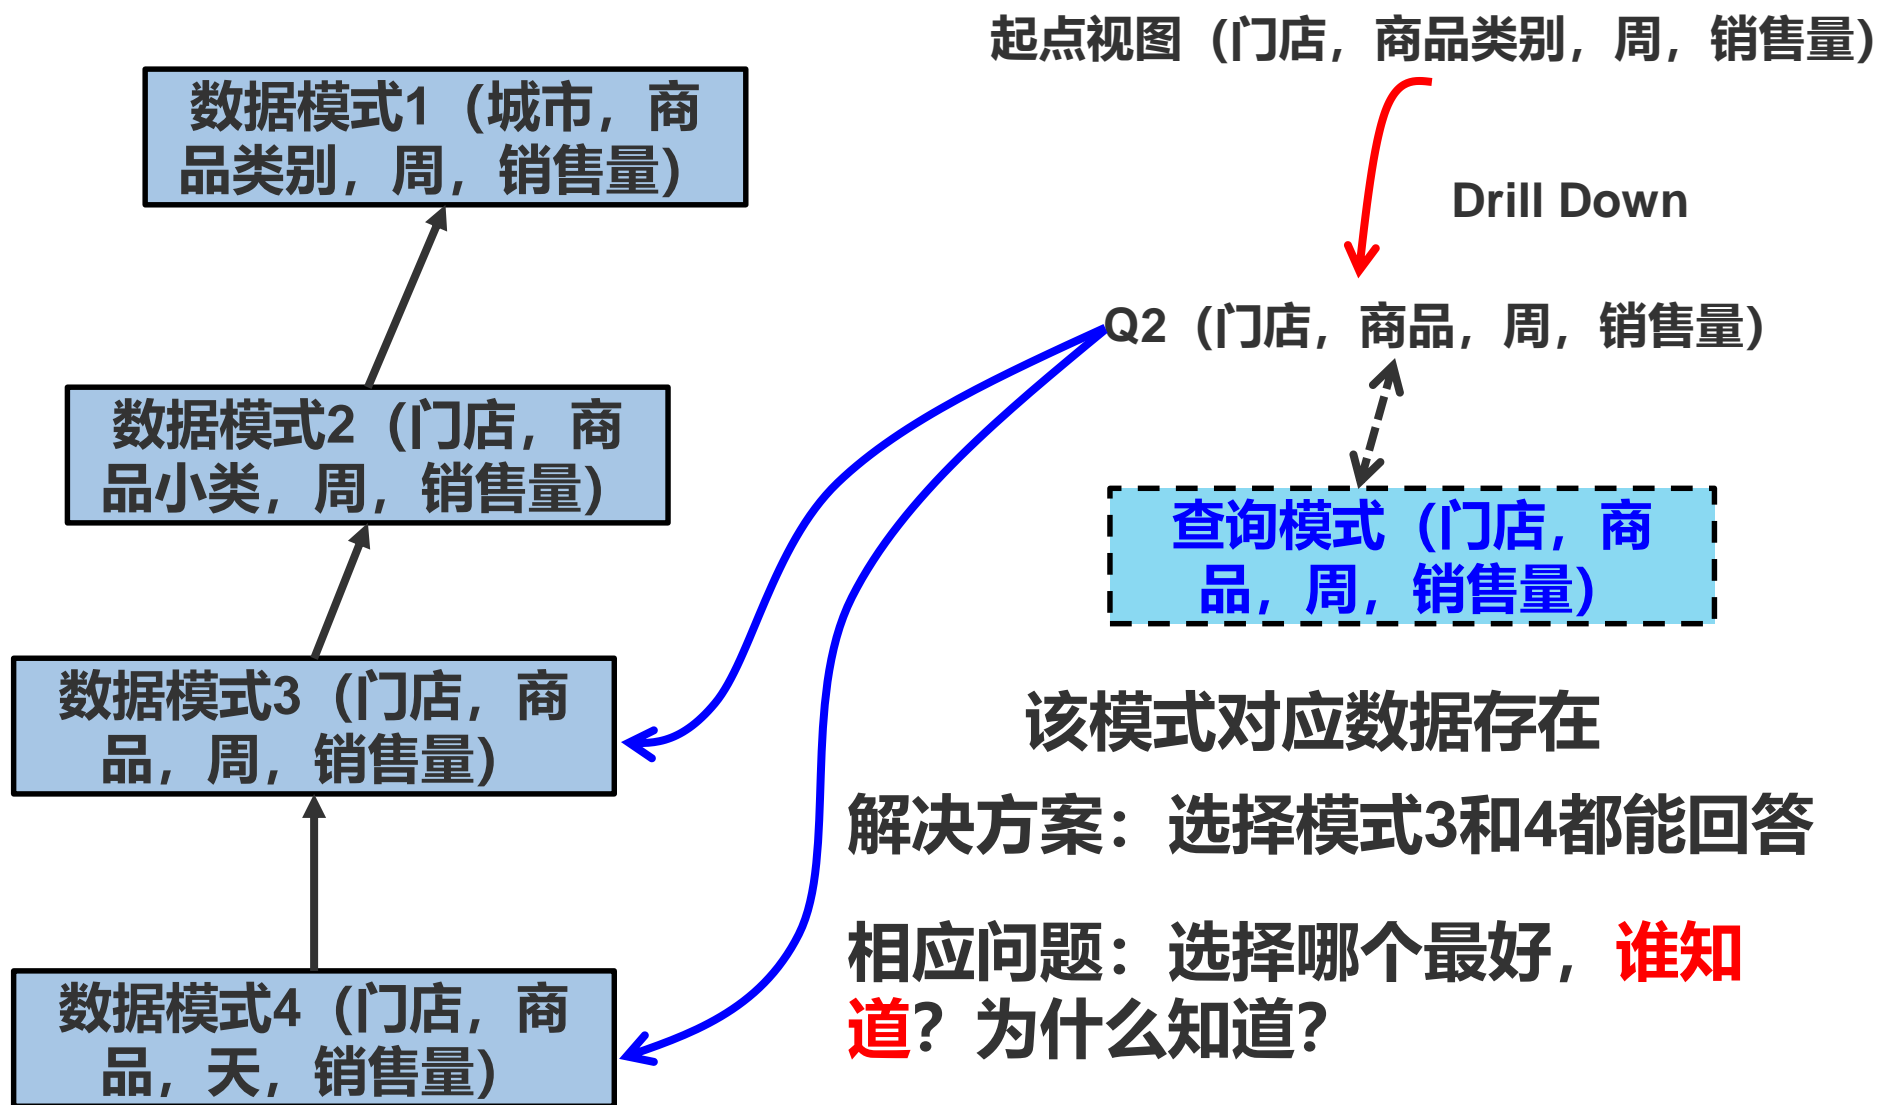 起点视图（门店，商品类别，周，销售量）
数据模式1（城市，商
品类别，周，销售量）
Drill Down
Q2（门店，商品，周，销售量）
数据模式2（门店，商
品小类，周，销售量）
查询模式（门店，商
品，周，销售量）
数据模式3（门店，商
品，周，销售量）
该模式对应数据存在
解决方案：选择模式3和4都能回答
相应问题：选择哪个最好，谁知
道？为什么知道？
数据模式4（门店，商
品，天，销售量）